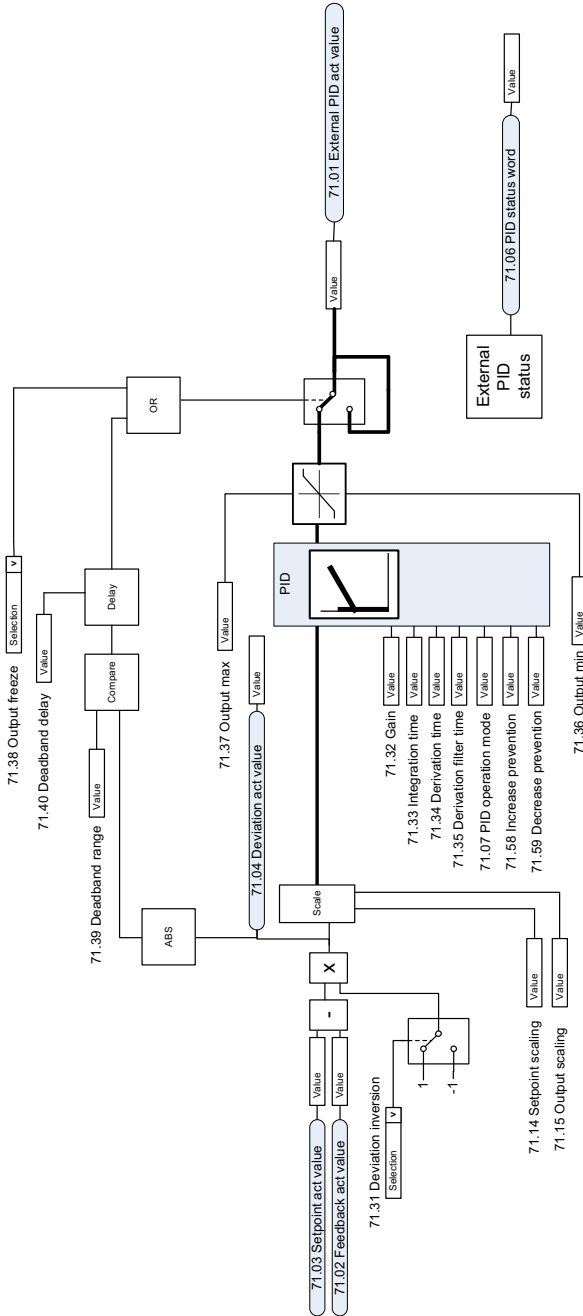 71.38 Output freeze
Selection
v
71.40 Deadband delay
Value
71.39 Deadband range
Value
Compare
Delay
OR
ABS
71.04 Deviation act value
Value
71.37 Output max
Value
71.03 Setpoint act value
Value
71.02 Feedback act value
Value
-
X
Scale
PID
Value
71.01 External PID act value
71.31 Deviation inversion
Selection
v
1
-1
71.14 Setpoint scaling
Value
71.15 Output scaling
Value
71.32 Gain
Value
71.33 Integration time
Value
71.34 Derivation time
Value
71.35 Derivation filter time
Value
71.07 PID operation mode
Value
71.58 Increase prevention
Value
71.59 Decrease prevention
Value
71.36 Output min
Value
External
PID
status
71.06 PID status word
Value